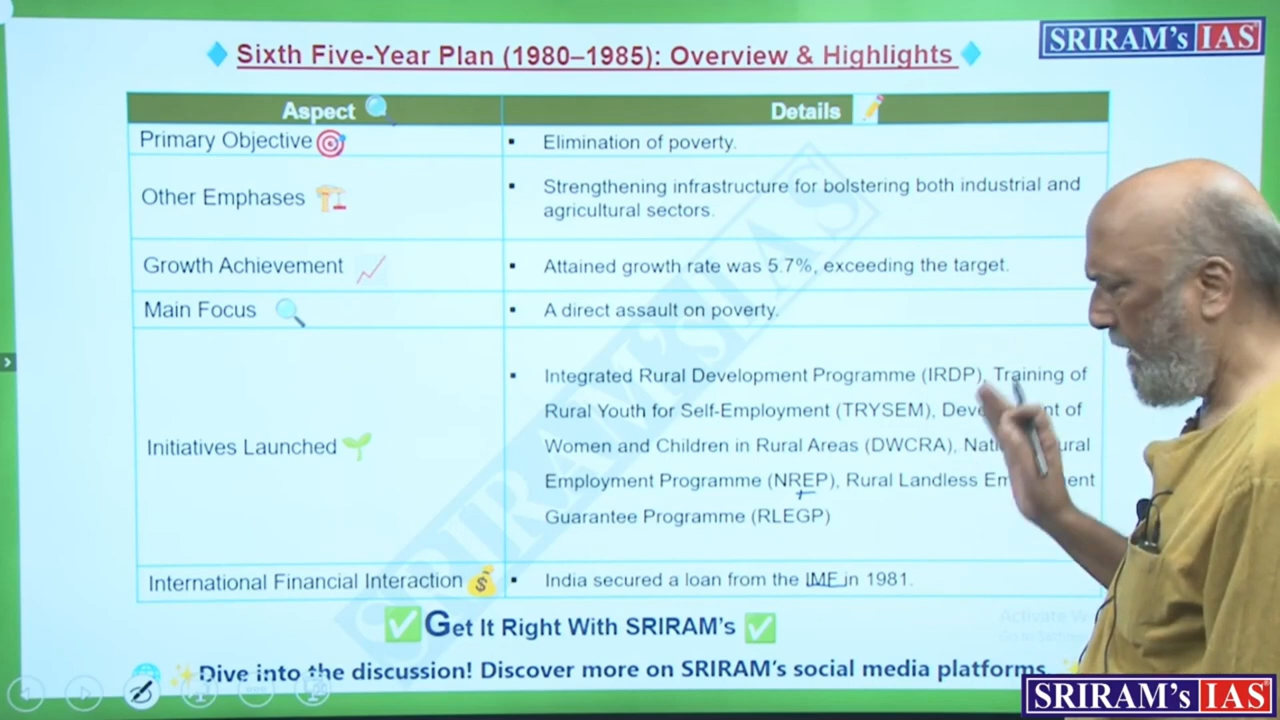 Sixth Five-Year Plan (1980–1985): Overview & Highlights
SRIRAM's IAS
Aspect Details
Primary Objective ▪ Elimination of poverty.
Other Emphases ▪ Strengthening infrastructure for bolstering both industrial and
agricultural sectors.
Growth Achievement ▪ Attained growth rate was 5.7%, exceeding the target.
Main Focus ▪ A direct assault on poverty.
Initiatives Launched ▪ Integrated Rural Development Programme (IRDP), Training of
Rural Youth for Self-Employment (TRYSEM), of
Women and Children in Rural Areas (DWCRA),
Employment Programme (NREP), Rural Landless
Guarantee Programme (RLEGP)
International Financial Interaction ▪ India secured a loan from the IMF in 1981.
Get It Right With SRIRAM's
Dive into the discussion! Discover more on SRIRAM's social media platforms.
SRIRAM's IAS
SRIRAM'S IAS